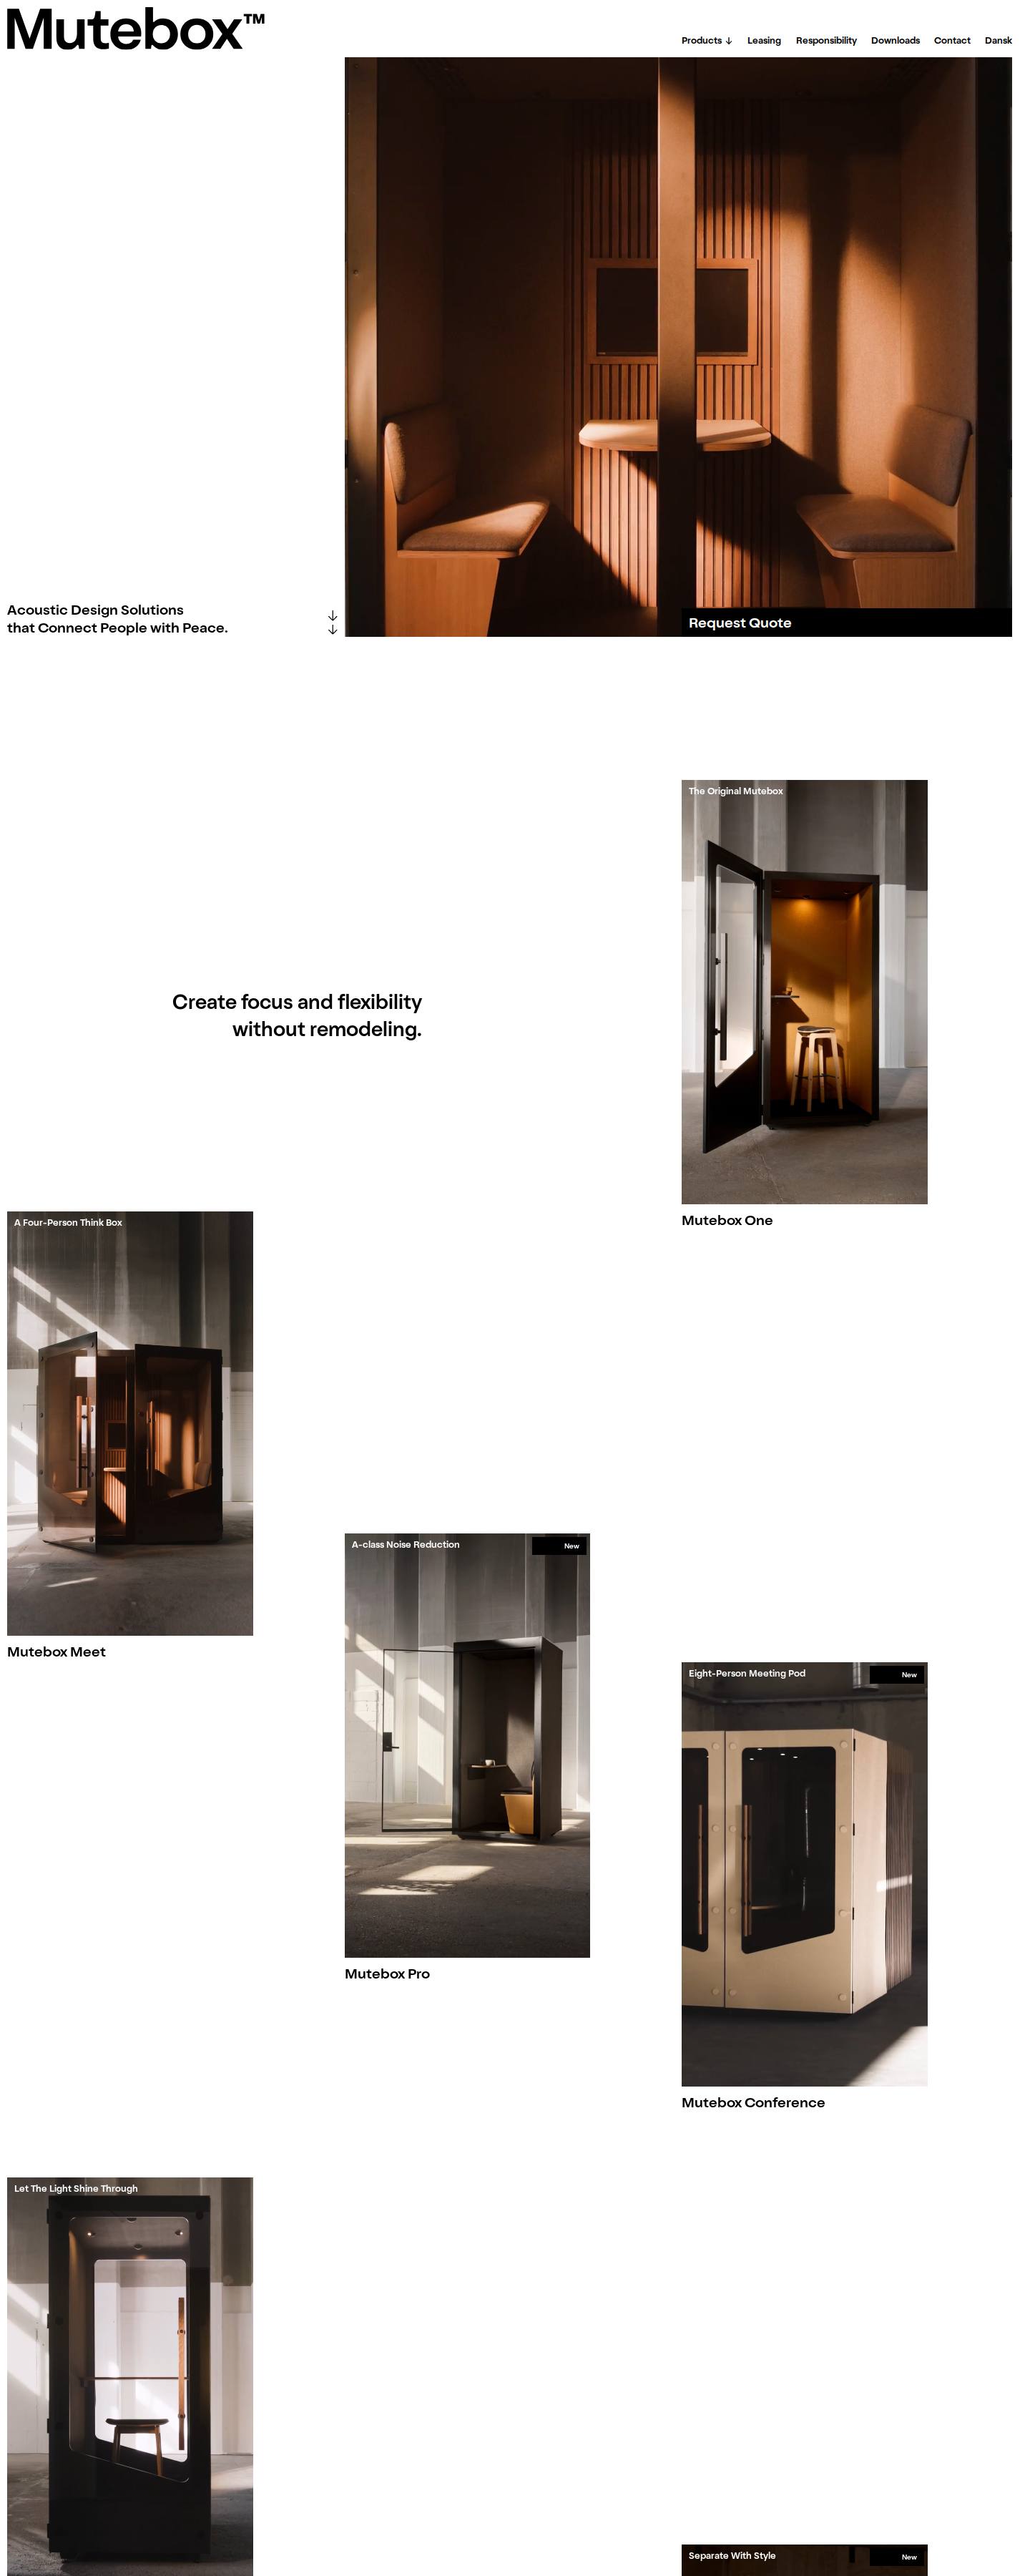 Mutebox™
Products ↓ Leasing Responsibility Downloads Contact Dansk
Acoustic Design Solutions
that Connect People with Peace.
↓
↓
Request Quote
The Original Mutebox
Create focus and flexibility
without remodeling.
Mutebox One
A Four-Person Think Box
Mutebox Meet
A-class Noise Reduction
New
Mutebox Pro
Eight-Person Meeting Pod
New
Mutebox Conference
Let The Light Shine Through
Separate With Style
New